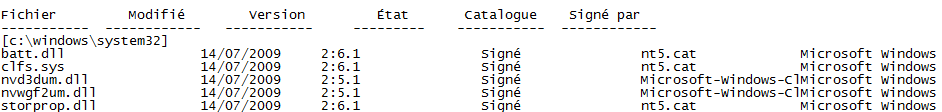 Fichier Modifié Version État Catalogue Signé par
------------ ------------ ----------- --------- ----------- ------------
[c:\windows\system32]
batt.dll 14/07/2009 2:6.1 Signé nt5.cat Microsoft Windows
clfs.sys 14/07/2009 2:6.1 Signé nt5.cat Microsoft Windows
nvd3dum.dll 14/07/2009 2:5.1 Signé Microsoft-Windows-ClMicrosoft Windows
nvwgf2um.dll 14/07/2009 2:5.1 Signé Microsoft-Windows-ClMicrosoft Windows
storprop.dll 14/07/2009 2:6.1 Signé nt5.cat Microsoft Windows